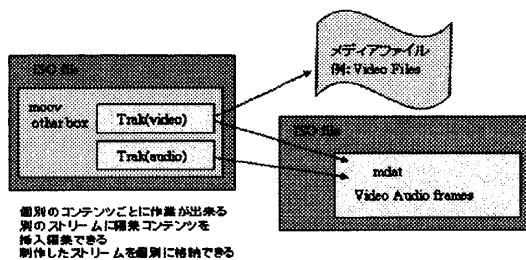 メディアファイル
例: Video Files
ISO file
moov
other box
Trak(video)
Trak(audio)
ISO file
mdat
Video Audio frames
個別のコンテンツごとに作業が出来る
別のストリームに編集コンテンツを
挿入編集できる
制作したストリームを個別に格納できる